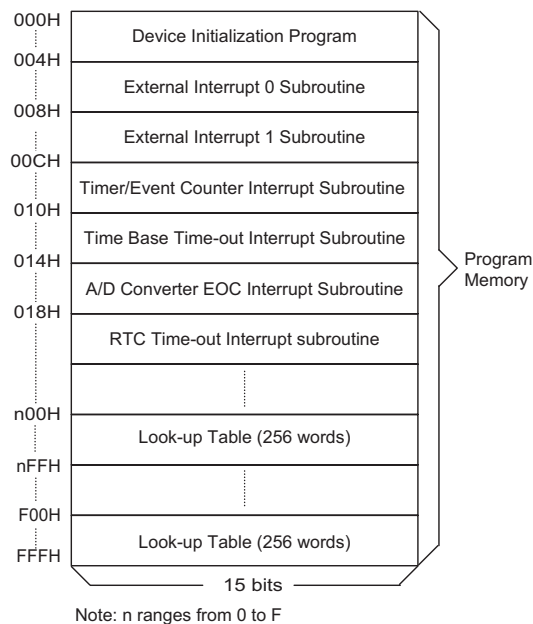 000H
Device Initialization Program
004H
External Interrupt 0 Subroutine
008H
External Interrupt 1 Subroutine
00CH
Timer/Event Counter Interrupt Subroutine
010H
Time Base Time-out Interrupt Subroutine
014H
A/D Converter EOC Interrupt Subroutine
018H
RTC Time-out Interrupt subroutine
Program
Memory
n00H
Look-up Table (256 words)
nFFH
F00H
Look-up Table (256 words)
FFFH
15 bits
Note: n ranges from 0 to F